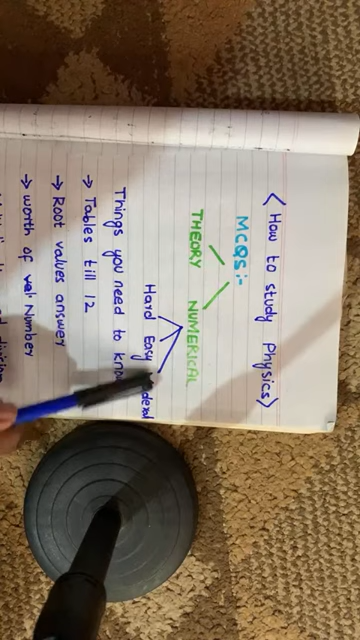 < How to study Physics>
MCQS:-
THEORY NUMERICAL
Hard Easy
Things you need to know
→ Tables till 12
→ Root values answer
→ worth of Number